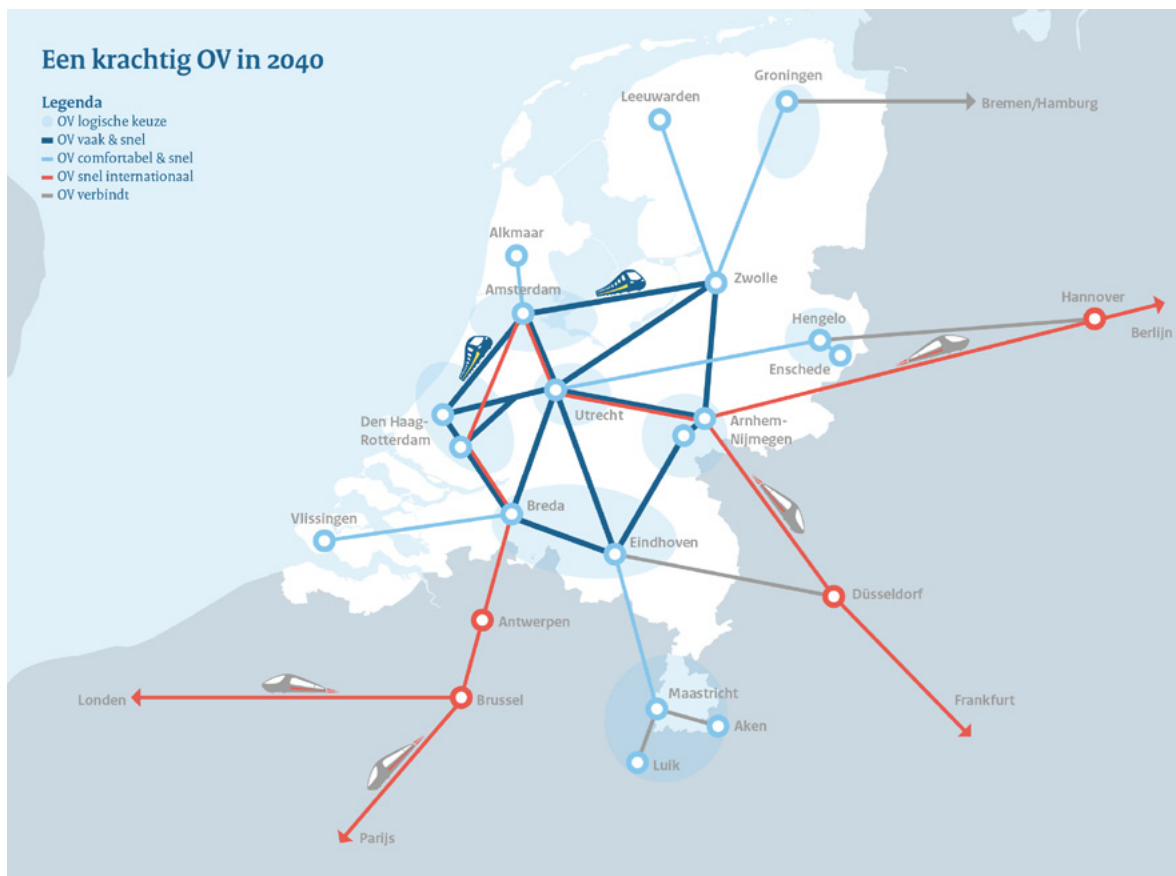 Een krachtig OV in 2040
Legenda
OV logische keuze
OV vaak & snel
OV comfortabel & snel
OV snel internationaal
OV verbindt
Groningen
Leeuwarden
Bremen/Hamburg
Alkmaar
Zwolle
Amsterdam
Hannover
Hengelo
Berlijn
Enschede
Den Haag-
Rotterdam
Utrecht
Arnhem-
Nijmegen
Breda
Vlissingen
Eindhoven
Düsseldorf
Antwerpen
Maastricht
Londen
Brussel
Frankfurt
Aken
Luik
Parijs